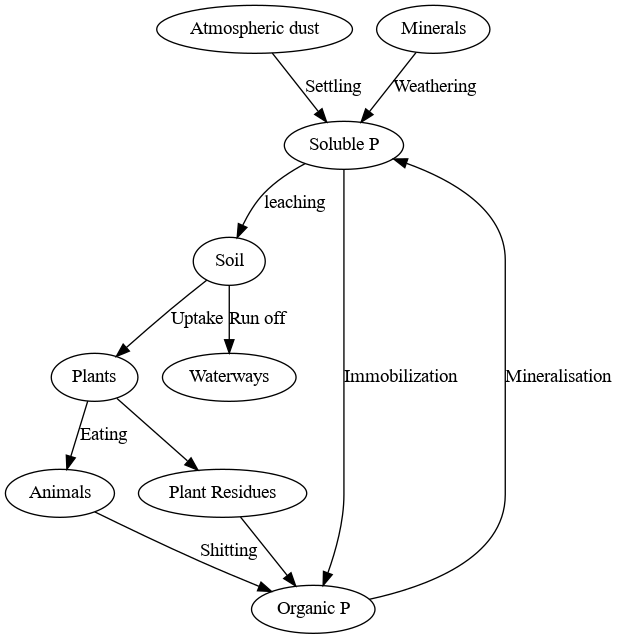 Atmospheric dust
Minerals
Settling
Weathering
Soluble P
leaching
Soil
Uptake
Run off
Plants
Waterways
Immobilization
Mineralisation
Eating
Animals
Plant Residues
Shitting
Organic P